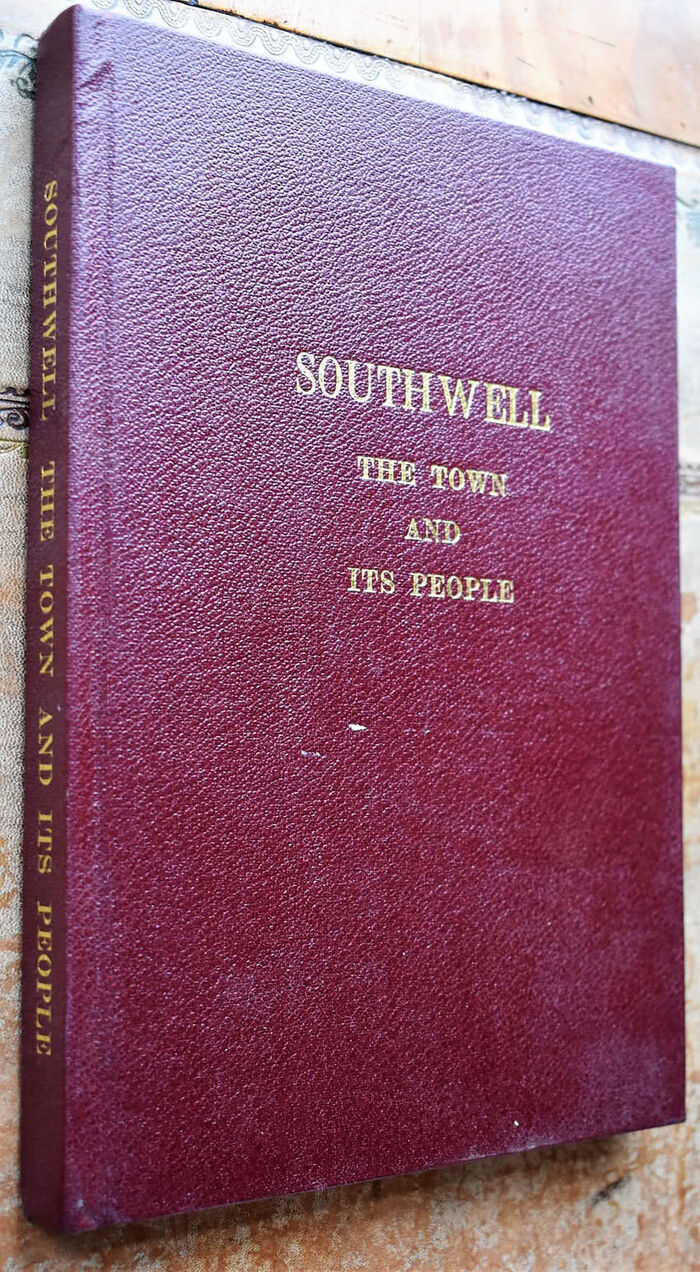 SOUTHWELL
THE TOWN
AND
ITS PEOPLE
SOUTHWELL THE TOWN AND ITS PEOPLE